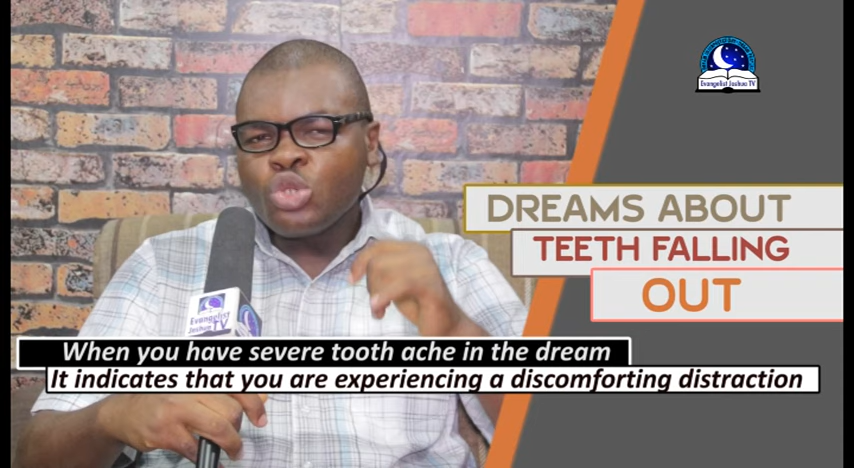 Evangelist Joshua TV
DREAMS ABOUT
TEETH FALLING
OUT
Evangelist
Joshua TV
When you have severe tooth ache in the dream
It indicates that you are experiencing a discomforting distraction